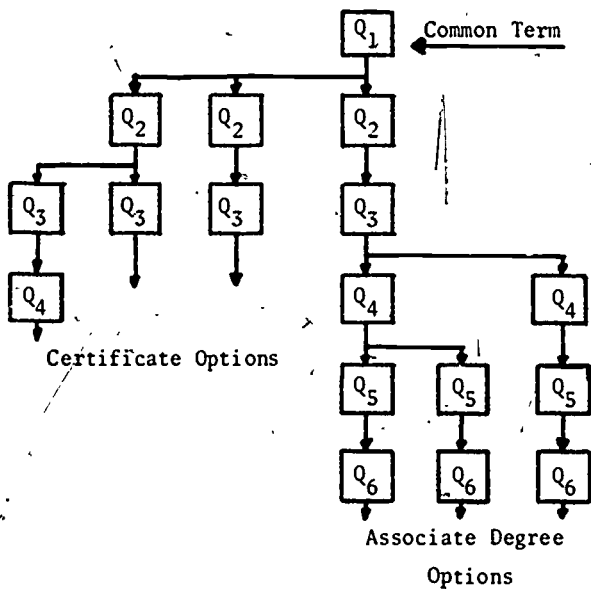 Q1 Common Term
Q2 Q2 Q2
Q3 Q3 Q3 Q3
Q4 Q4 Q4
Certificate Options
Q5 Q5 Q5
Q6 Q6 Q6
Associate Degree
Options